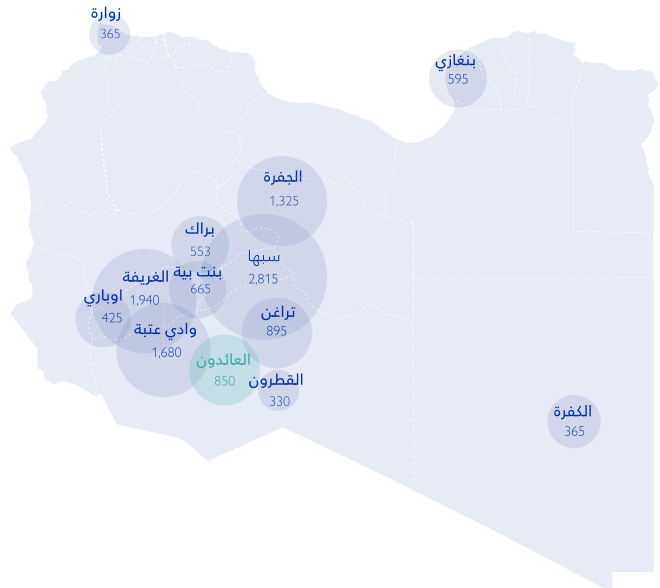 زوارة
365
بنغازي
595
الجفرة
1,325
براك
553
سبها
2,815
بنت بية
665
الغريفة
1,940
اوباري
425
تراغن
895
وادي عتبة
1,680
العائدون
850
القطرون
330
الكفرة
365